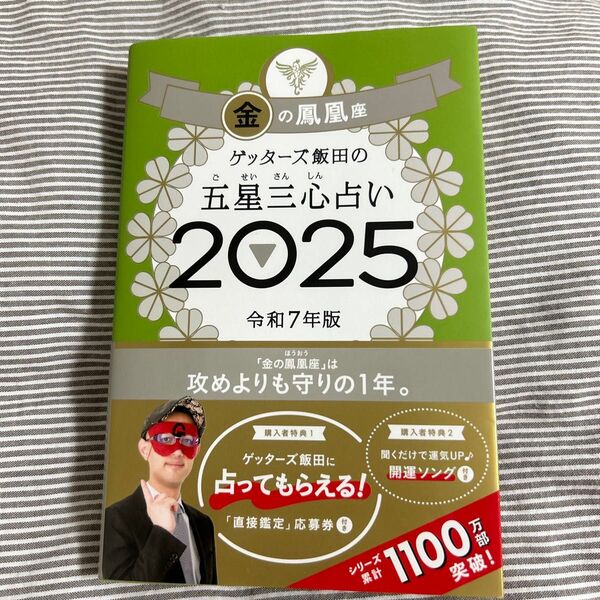 金の鳳凰座
ゲッターズ飯田の
ご せい さん しん
五星三心占い
2025
令和7年版
ほうおう
「金の鳳凰座」は
攻めよりも守りの1年。
購入者特典1
ゲッターズ飯田に
占ってもらえる!
「直接鑑定」応募券付き
購入者特典2
聞くだけで運気UP♪
開運ソング付き
G
シリーズ累計1100万部突破!